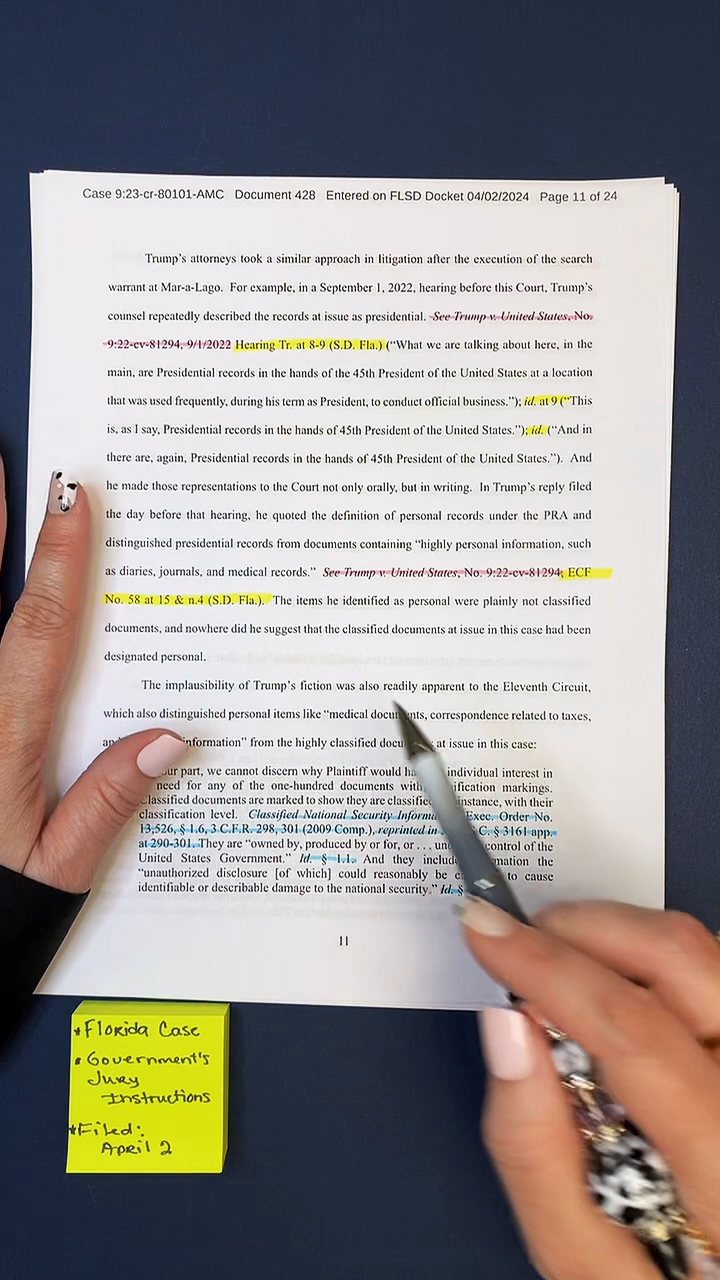 Case 9:23-cr-80101-AMC Document 428 Entered on FLSD Docket 04/02/2024 Page 11 of 24
Trump's attorneys took a similar approach in litigation after the execution of the search
warrant at Mar-a-Lago. For example, in a September 1, 2022, hearing before this Court, Trump's
counsel repeatedly described the records at issue as presidential. See Trump v. United States, No.
9:22-cv-81294, 9/1/2022 Hearing Tr. at 8-9 (S.D. Fla.) (“What we are talking about here, in the
main, are Presidential records in the hands of the 45th President of the United States at a location
that was used frequently, during his term as President, to conduct official business.”); id. at 9 (“This
is, as I say, Presidential records in the hands of 45th President of the United States.”); id. (“And in
there are, again, Presidential records in the hands of 45th President of the United States.”). And
he made those representations to the Court not only orally, but in writing. In Trump's reply filed
the day before that hearing, he quoted the definition of personal records under the PRA and
distinguished presidential records from documents containing “highly personal information, such
as diaries, journals, and medical records.” See Trump v. United States, No. 9:22-cv-81294, ECF
No. 58 at 15 & n.4 (S.D. Fla.). The items he identified as personal were plainly not classified
documents, and nowhere did he suggest that the classified documents at issue in this case had been
designated personal.
The implausibility of Trump's fiction was also readily apparent to the Eleventh Circuit,
which also distinguished personal items like “medical documents, correspondence related to taxes,
information” from the highly classified at issue in this case:
our part, we cannot discern why Plaintiff would individual interest in
need for any of the one-hundred documents with markings.
Classified documents are marked to show they are classified instance, with their
classification level. Classified National Security Exec. Order No.
13,526, § 1.6, 3 C.F.R. 298, 301 (2009 Comp.), reprinted in C. § 3161 app.
at 290-301. They are “owned by, produced by or for, or . . . control of the
United States Government.” Id. § 1.1. And they the
“unauthorized disclosure [of which] could reasonably be to cause
identifiable or describable damage to the national security.” Id. §
11
*Florida Case
*Government's
Jury
Instructions
*Filed:
April 2